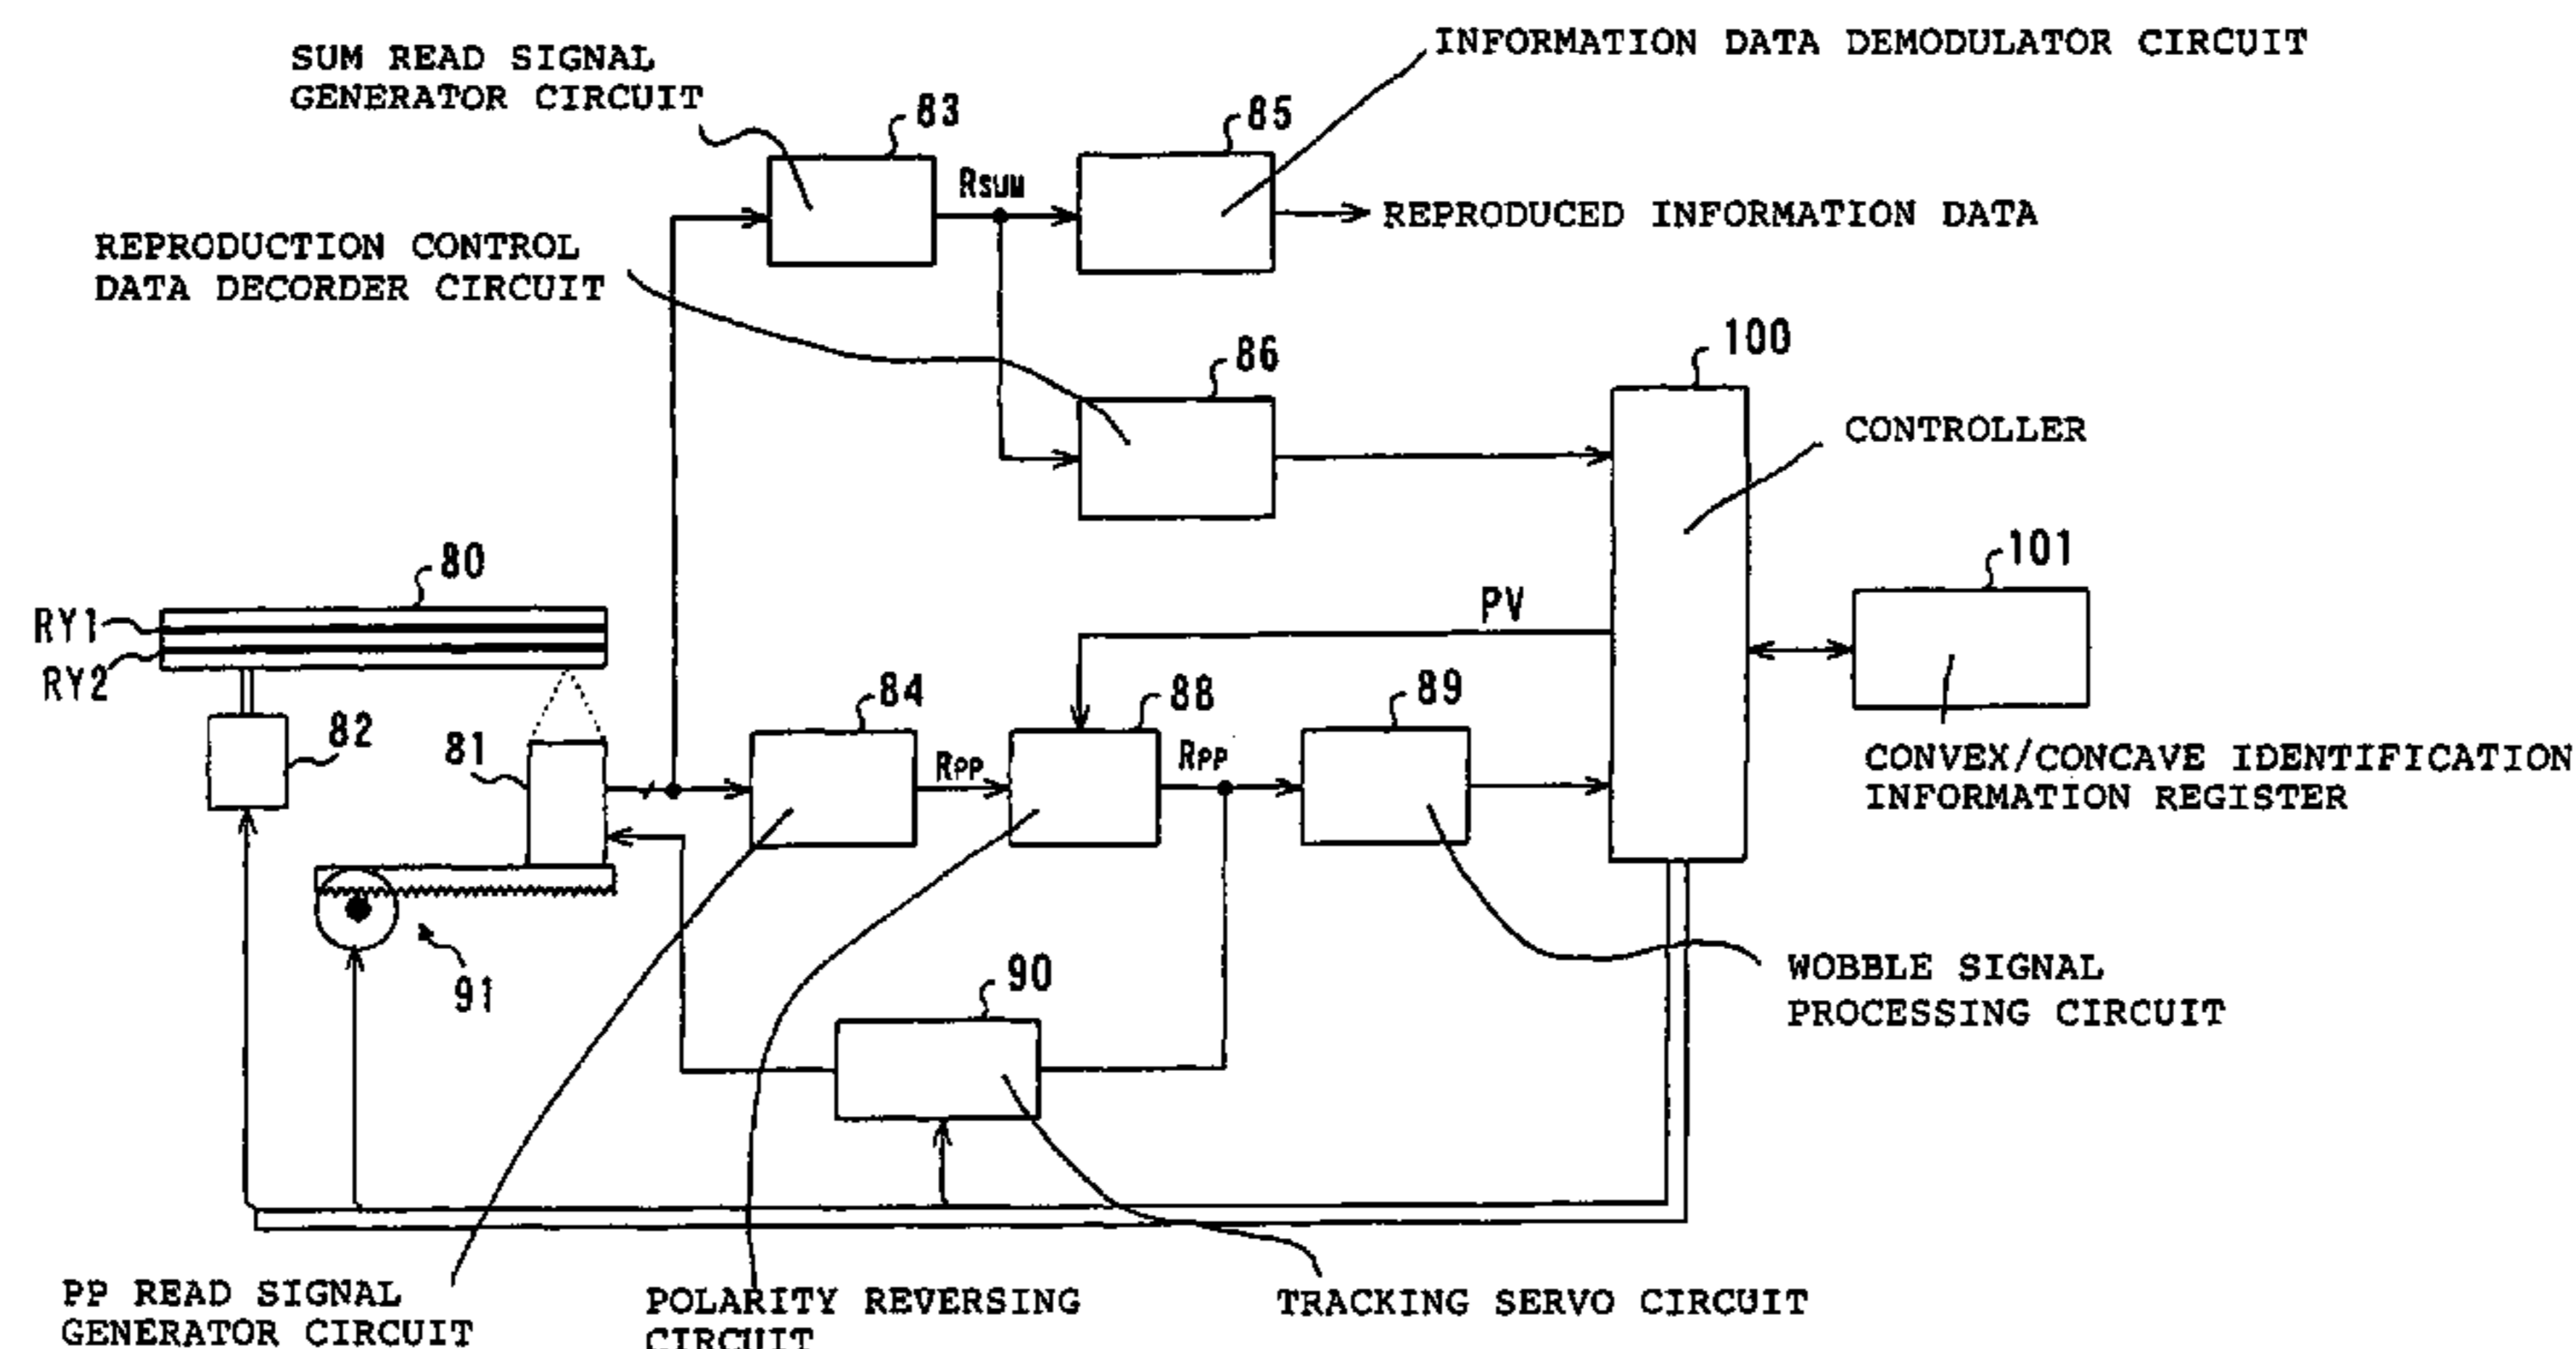 SUM READ SIGNAL
GENERATOR CIRCUIT
83
RSUM
85
INFORMATION DATA DEMODULATOR CIRCUIT
REPRODUCED INFORMATION DATA
REPRODUCTION CONTROL
DATA DECORDER CIRCUIT
86
100
CONTROLLER
101
CONVEX/CONCAVE IDENTIFICATION
INFORMATION REGISTER
80
RY1
RY2
82
81
84
RPP
88
PV
RPP
89
91
90
WOBBLE SIGNAL
PROCESSING CIRCUIT
PP READ SIGNAL
GENERATOR CIRCUIT
POLARITY REVERSING
CIRCUIT
TRACKING SERVO CIRCUIT